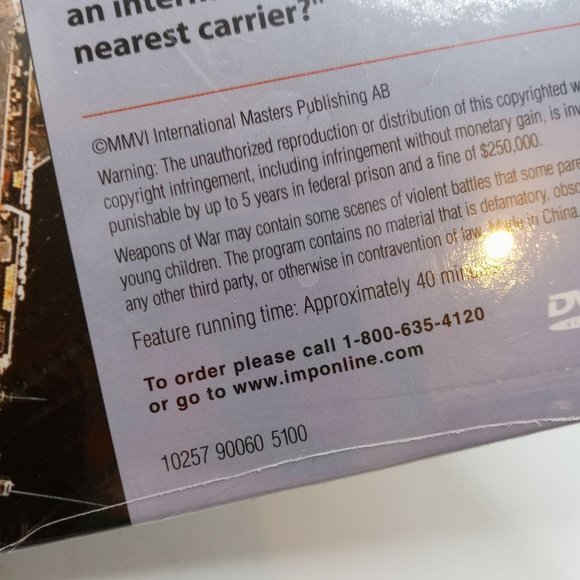 an intern
nearest carrier?"
©MMVI International Masters Publishing AB
Warning: The unauthorized reproduction or distribution of this copyrighted w
copyright infringement, including infringement without monetary gain, is inv
punishable by up to 5 years in federal prison and a fine of $250,000.
Weapons of War may contain some scenes of violent battles that some pare
young children. The program contains no material that is defamatory, obsc
any other third party, or otherwise in contravention of law. Made in China.
Feature running time: Approximately 40 minutes
To order please call 1-800-635-4120
or go to www.imponline.com
10257 90060 5100